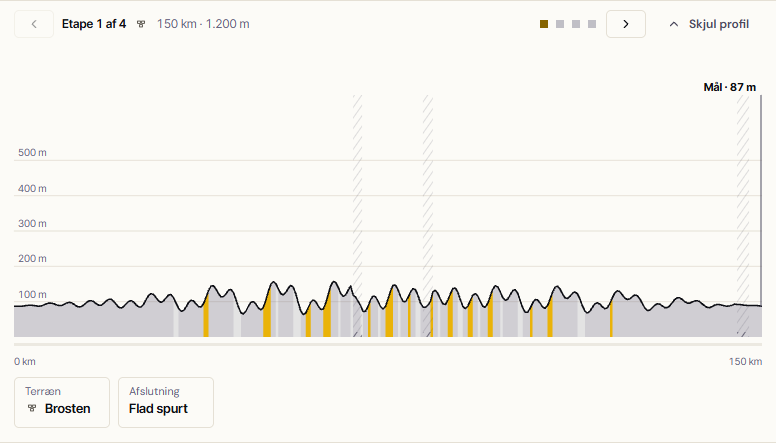 Etape 1 af 4 150 km · 1.200 m
Skjul profil
Mål · 87 m
500 m
400 m
300 m
200 m
100 m
0 km 150 km
Terræn
Brosten
Afslutning
Flad spurt